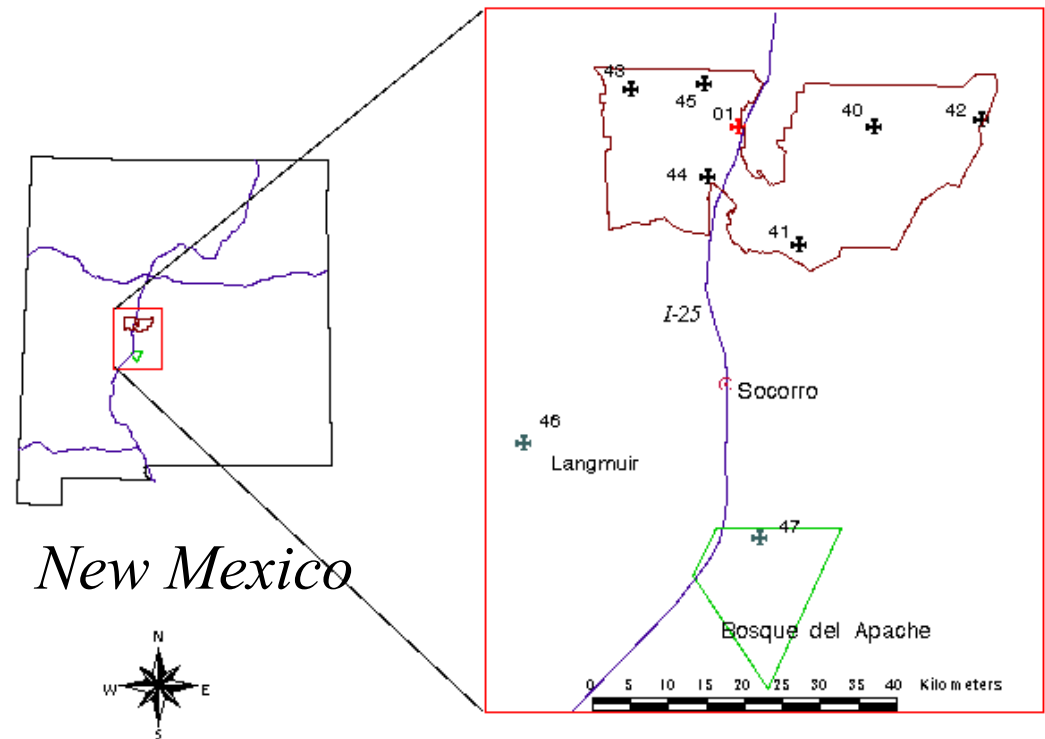 43
45
01
40
42
44
41
I-25
Socorro
46
Langmuir
47
New Mexico
Bosque del Apache
N
W E
S
0 5 10 15 20 25 30 35 40 Kilometers